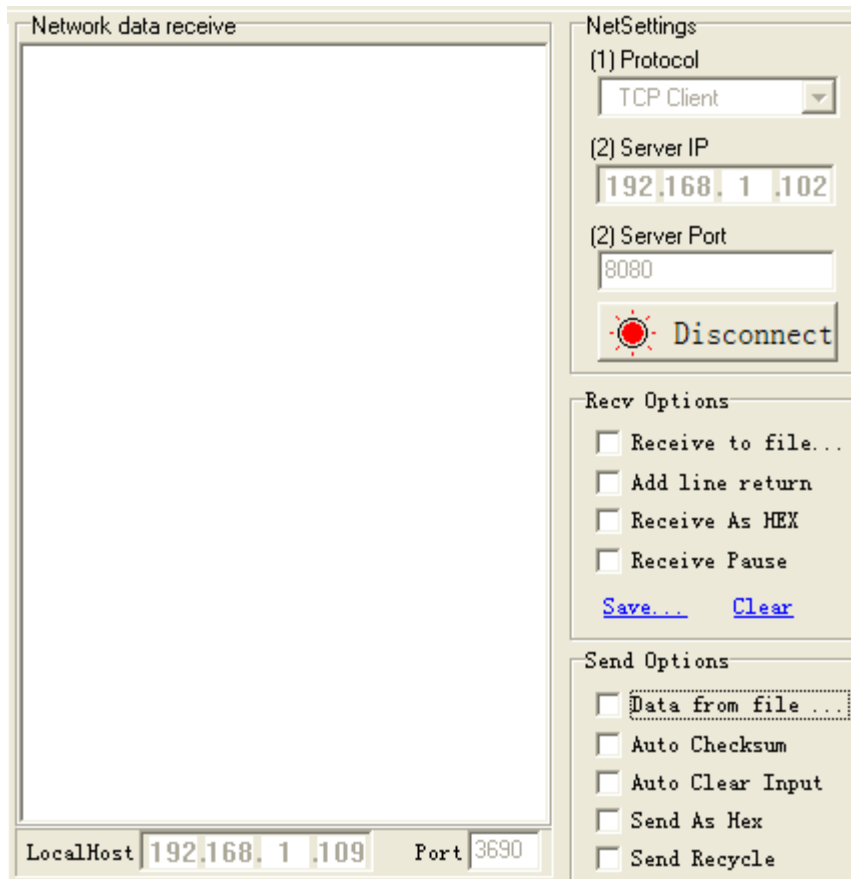 Network data receive
NetSettings
(1) Protocol
TCP Client
(2) Server IP
192.168. 1 .102
(2) Server Port
8080
Disconnect
Recv Options
Receive to file...
Add line return
Receive As HEX
Receive Pause
Save... Clear
Send Options
Data from file ...
Auto Checksum
Auto Clear Input
Send As Hex
Send Recycle
LocalHost 192.168. 1 .109 Port 3690